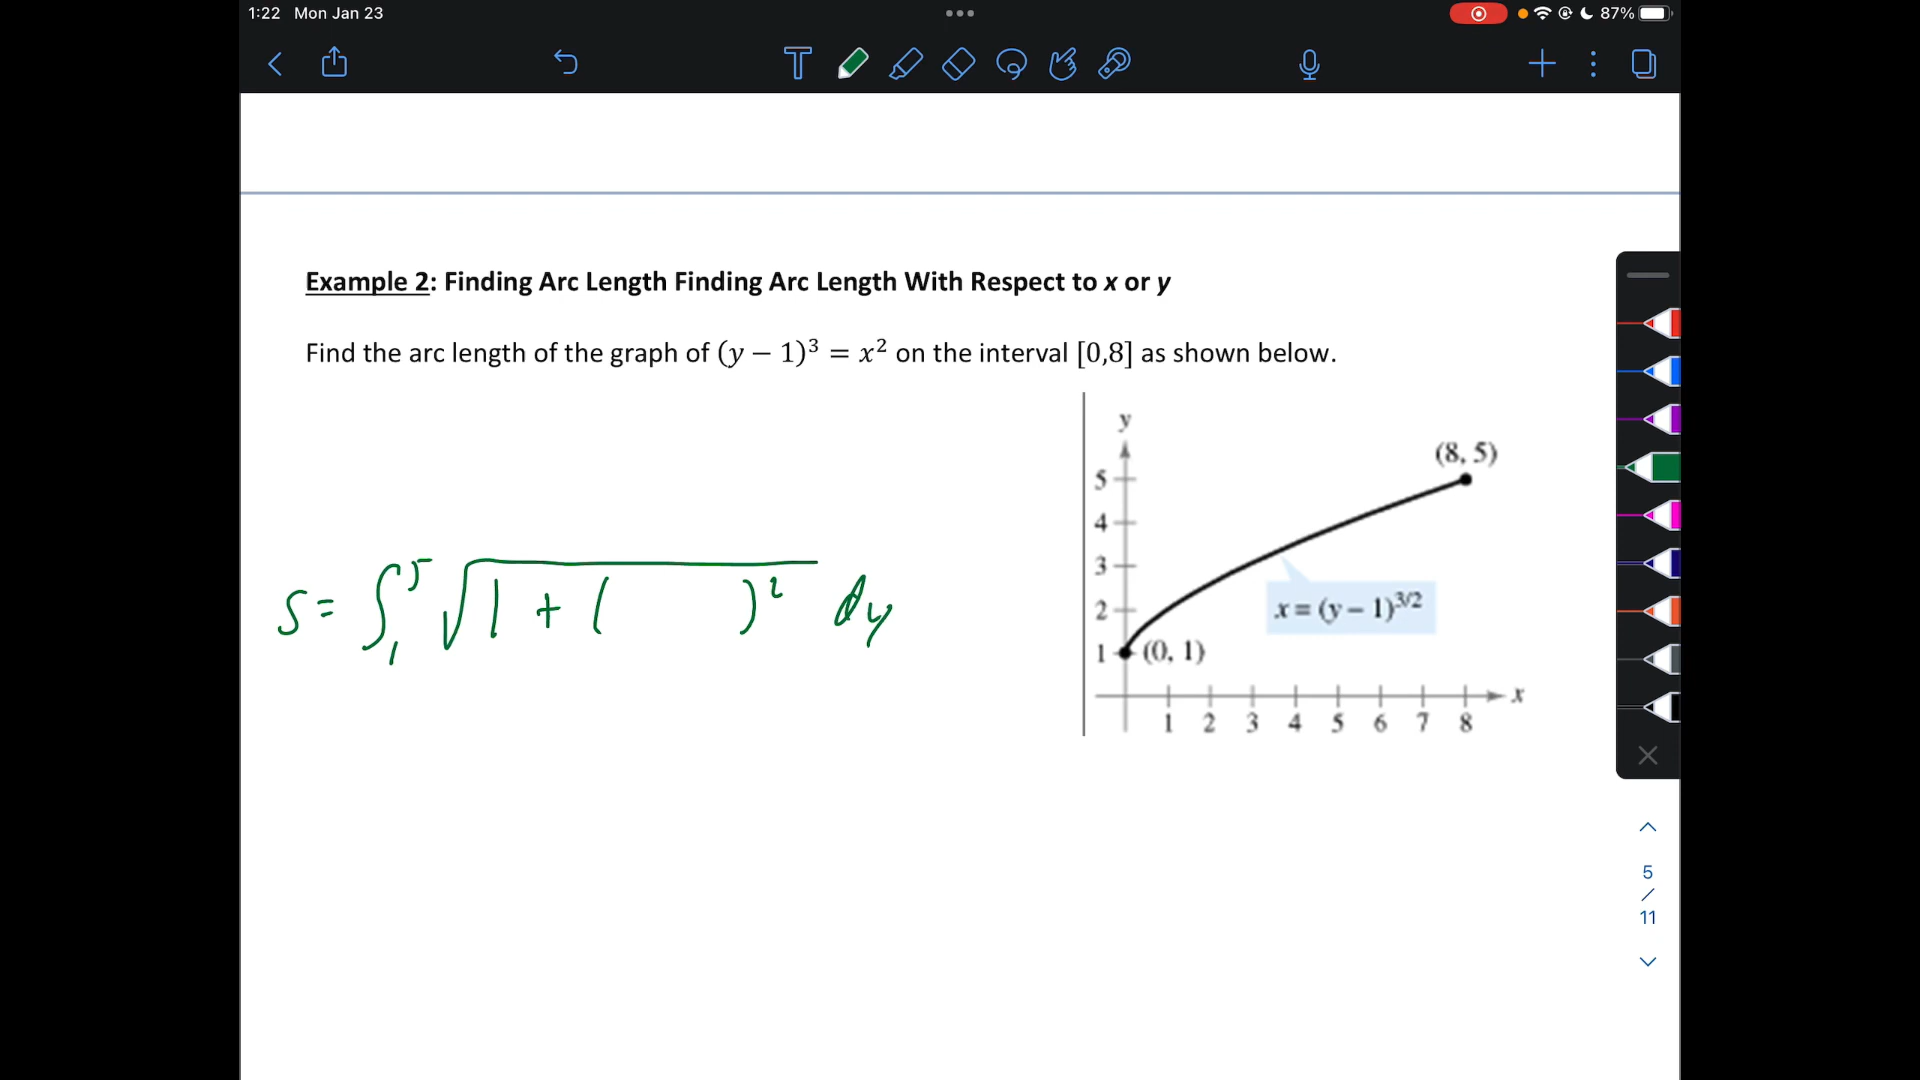 1:22 Mon Jan 23
87%
Example 2: Finding Arc Length Finding Arc Length With Respect to x or y
Find the arc length of the graph of (y − 1)³ = x² on the interval [0,8] as shown below.
y
(8, 5)
5
4
3
2
1
x = (y − 1)^3/2
(0, 1)
x
1 2 3 4 5 6 7 8
S = ∫₁⁵ √(1 + ( )²) dy
5
/
11